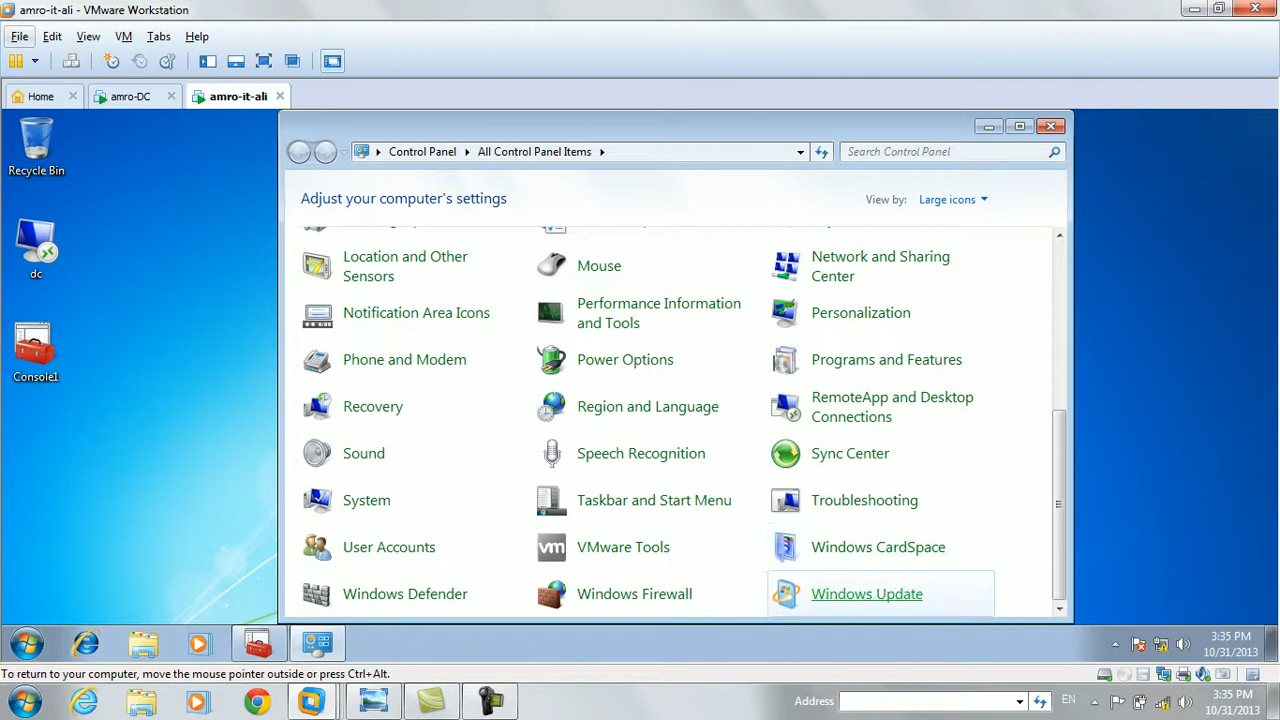 amro-it-ali - VMware Workstation
File Edit View VM Tabs Help
Home amro-DC amro-it-ali
Recycle Bin
dc
Console1
Control Panel All Control Panel Items
Search Control Panel
Adjust your computer's settings
View by: Large icons
Location and Other
Sensors
Mouse
Network and Sharing
Center
Notification Area Icons
Performance Information
and Tools
Personalization
Phone and Modem
Power Options
Programs and Features
Recovery
Region and Language
RemoteApp and Desktop
Connections
Sound
Speech Recognition
Sync Center
System
Taskbar and Start Menu
Troubleshooting
User Accounts
vm
VMware Tools
Windows CardSpace
Windows Defender
Windows Firewall
Windows Update
3:35 PM
10/31/2013
To return to your computer, move the mouse pointer outside or press Ctrl+Alt.
Address
EN
3:35 PM
10/31/2013